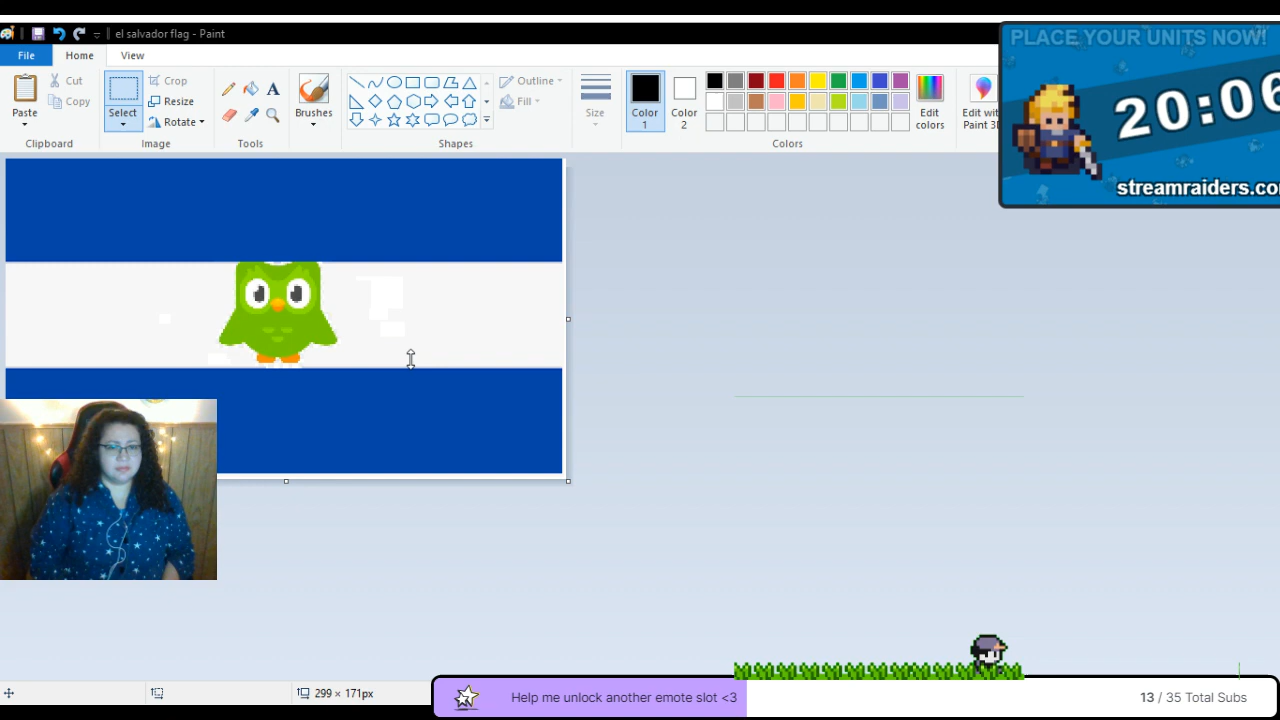 el salvador flag - Paint
PLACE YOUR UNITS NOW!
File Home View
Paste
Cut
Copy
Select
Crop
Resize
Rotate
A
Brushes
Outline
Fill
Size
Color 1
Color 2
Edit colors
Edit with Paint 3D
20:06
streamraiders.co
Clipboard Image Tools Shapes Colors
299 × 171px
Help me unlock another emote slot <3
13 / 35 Total Subs